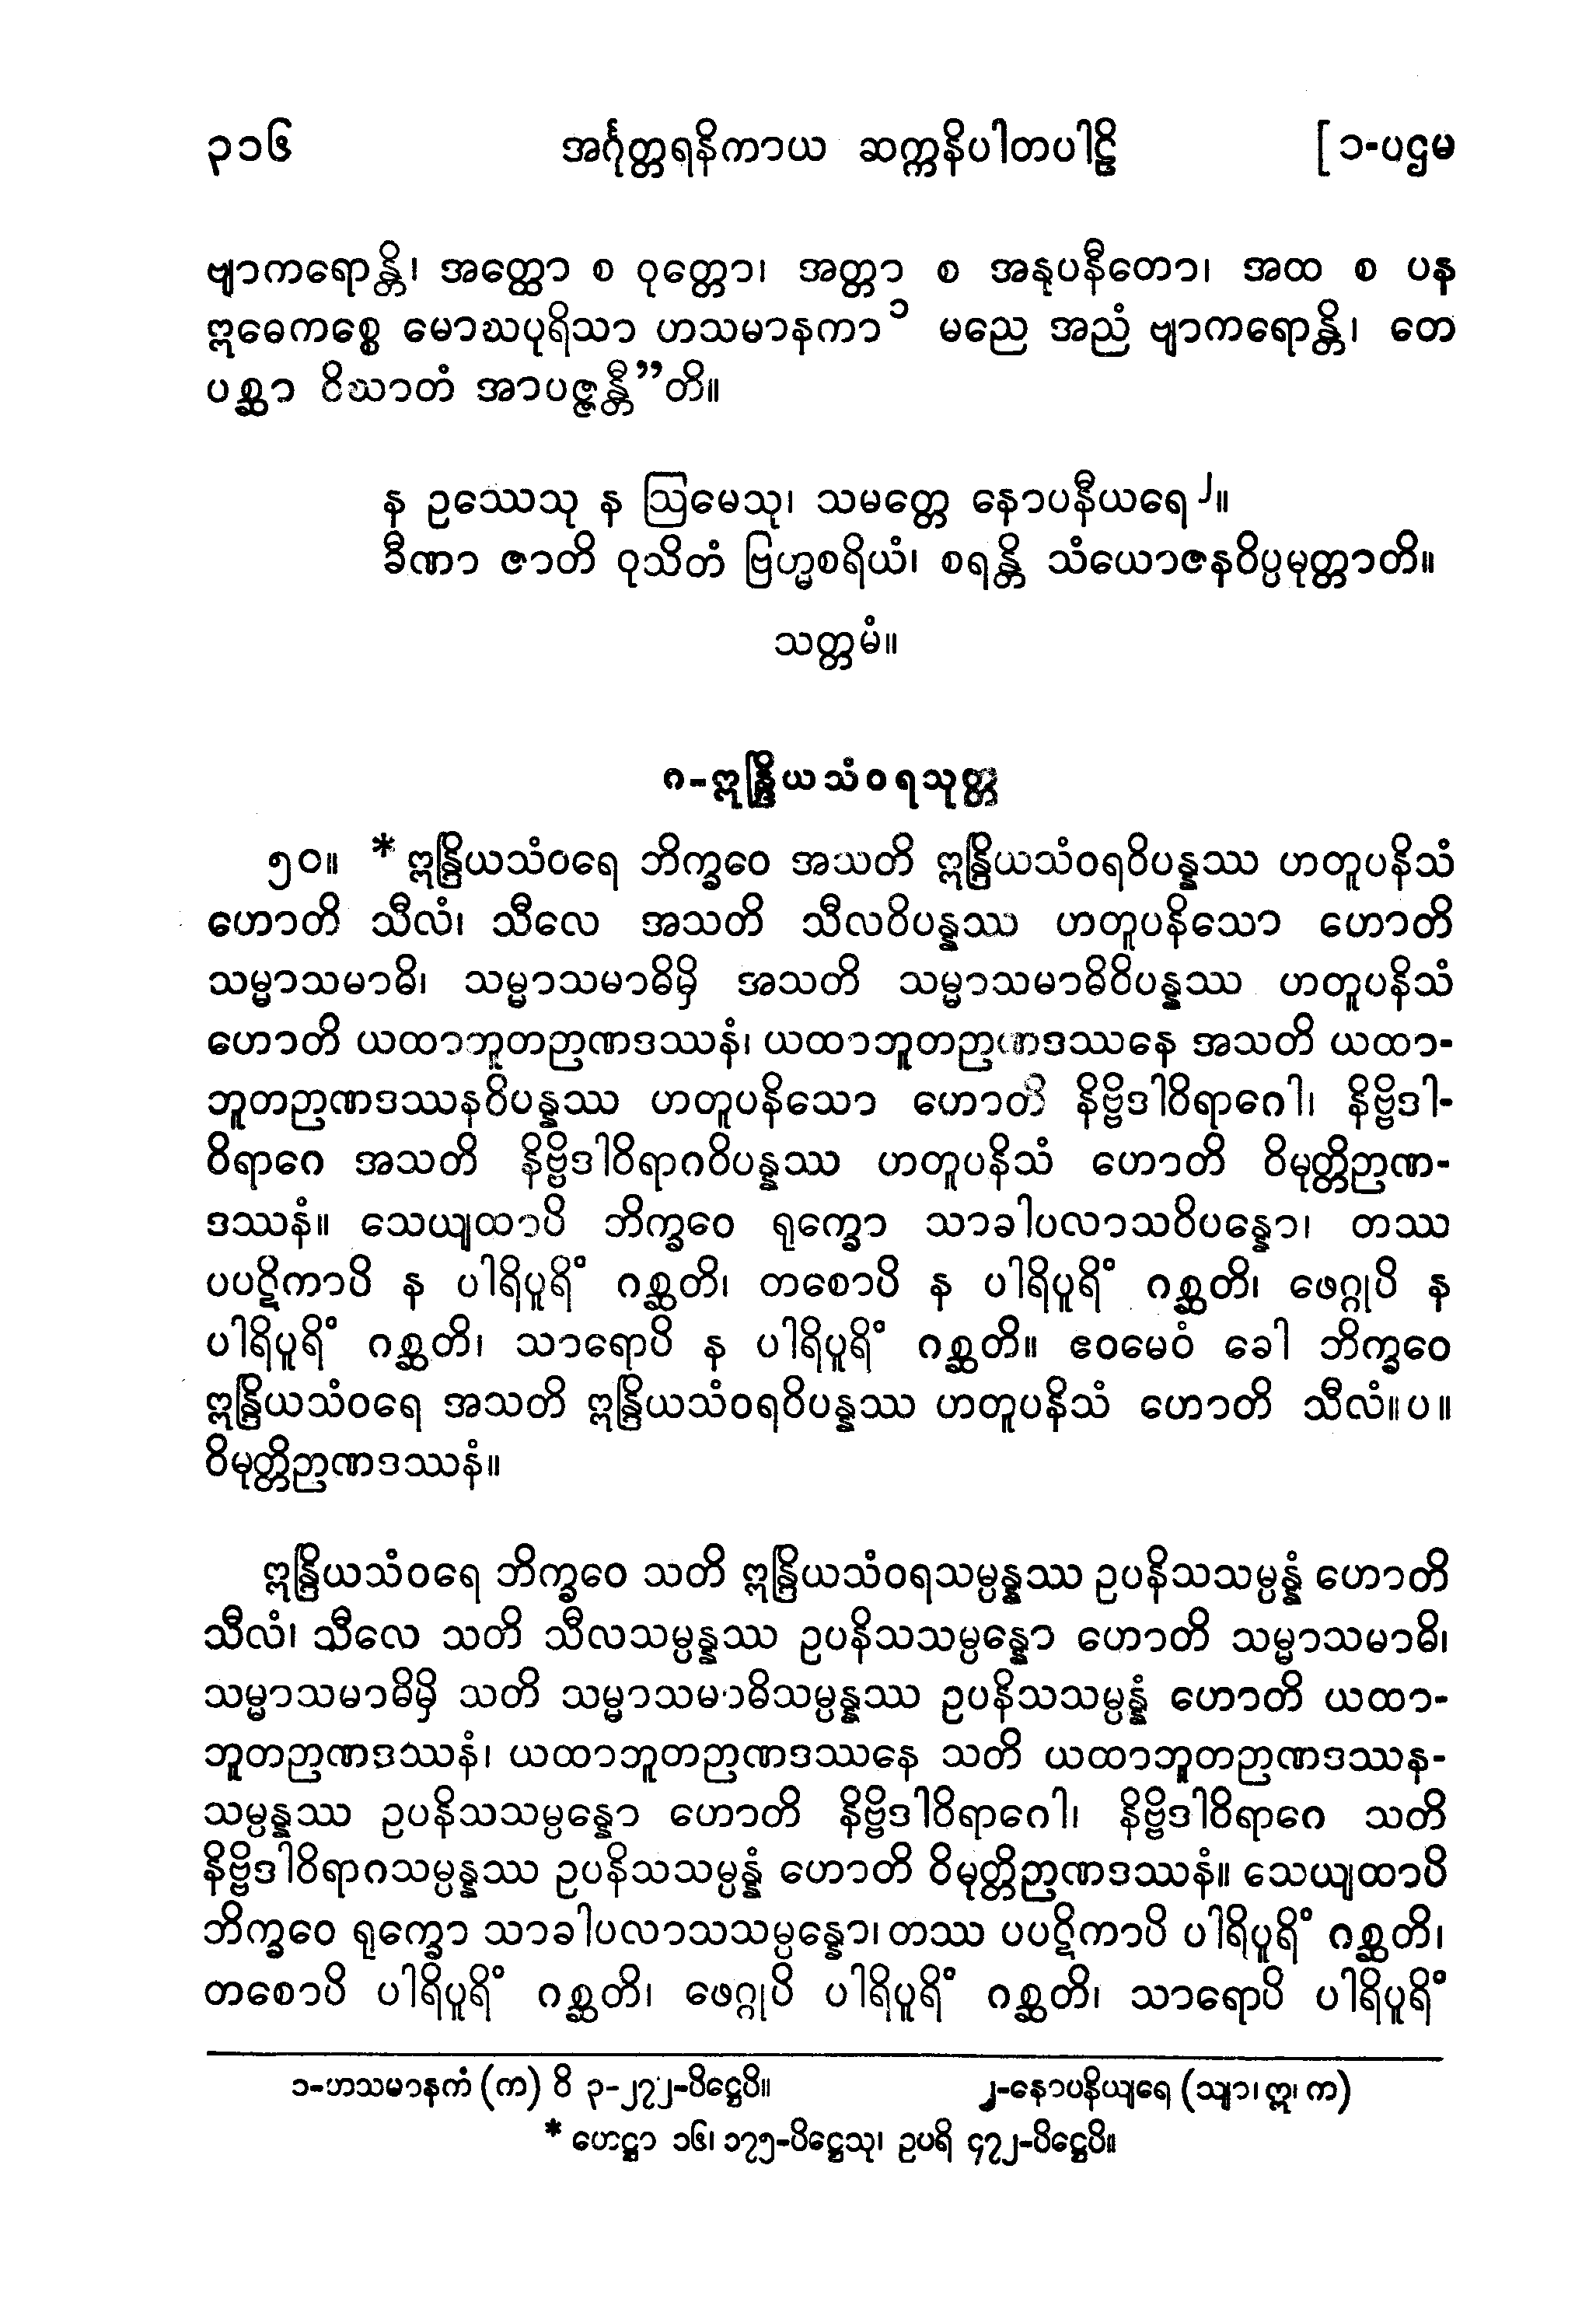 ၃၁၆ အင်္ဂုတ္တရနိကာယ ဆက္ကနိပါတပါဠိ [ ၁-ပဌမ
ဗျာကရောန္တိ၊ အတ္ထော စ ဝုတ္တော၊ အတ္တာ စ အနုပနီတော၊ အထ စ ပန
ဣဓေကစ္စေ မောဃပုရိသာ ဟသမာနကာ ၁ မညေ အညံ ဗျာကရောန္တိ၊ တေ
ပစ္ဆာ ဝိဃာတံ အာပဇ္ဇန္တီ”တိ။
န ဥဿေသု န ဩမေသု၊ သမတ္တေ နောပနီယရေ ၂။
ခီဏာ ဇာတိ ဝုသိတံ ဗြဟ္မစရိယံ၊ စရန္တိ သံယောဇနဝိပ္ပမုတ္တာတိ။
သတ္တမံ။
ဂ-ဣန္ဒြိယသံဝရသုတ္တ
၅၀။ * ဣန္ဒြိယသံဝရေ ဘိက္ခဝေ အသတိ ဣန္ဒြိယသံဝရဝိပန္နဿ ဟတူပနိသံ
ဟောတိ သီလံ၊ သီလေ အသတိ သီလဝိပန္နဿ ဟတူပနိသော ဟောတိ
သမ္မာသမာဓိ၊ သမ္မာသမာဓိမှိ အသတိ သမ္မာသမာဓိဝိပန္နဿ ဟတူပနိသံ
ဟောတိ ယထာဘူတဉာဏဒဿနံ၊ ယထာဘူတဉာဏဒဿနေ အသတိ ယထာ-
ဘူတဉာဏဒဿနဝိပန္နဿ ဟတူပနိသော ဟောတိ နိဗ္ဗိဒါဝိရာဂေါ၊ နိဗ္ဗိဒါ-
ဝိရာဂေ အသတိ နိဗ္ဗိဒါဝိရာဂဝိပန္နဿ ဟတူပနိသံ ဟောတိ ဝိမုတ္တိဉာဏ-
ဒဿနံ။ သေယျထာပိ ဘိက္ခဝေ ရုက္ခော သာခါပလာသဝိပန္နော၊ တဿ
ပပဋိကာပိ န ပါရိပူရိံ ဂစ္ဆတိ၊ တစောပိ န ပါရိပူရိံ ဂစ္ဆတိ၊ ဖေဂ္ဂုပိ န
ပါရိပူရိံ ဂစ္ဆတိ၊ သာရောပိ န ပါရိပူရိံ ဂစ္ဆတိ။ ဧဝမေဝံ ခေါ ဘိက္ခဝေ
ဣန္ဒြိယသံဝရေ အသတိ ဣန္ဒြိယသံဝရဝိပန္နဿ ဟတူပနိသံ ဟောတိ သီလံ။ပ။
ဝိမုတ္တိဉာဏဒဿနံ။
ဣန္ဒြိယသံဝရေ ဘိက္ခဝေ သတိ ဣန္ဒြိယသံဝရသမ္ပန္နဿ ဥပနိသသမ္ပန္နံ ဟောတိ
သီလံ၊ သီလေ သတိ သီလသမ္ပန္နဿ ဥပနိသသမ္ပန္နော ဟောတိ သမ္မာသမာဓိ၊
သမ္မာသမာဓိမှိ သတိ သမ္မာသမာဓိသမ္ပန္နဿ ဥပနိသသမ္ပန္နံ ဟောတိ ယထာ-
ဘူတဉာဏဒဿနံ၊ ယထာဘူတဉာဏဒဿနေ သတိ ယထာဘူတဉာဏဒဿန-
သမ္ပန္နဿ ဥပနိသသမ္ပန္နော ဟောတိ နိဗ္ဗိဒါဝိရာဂေါ၊ နိဗ္ဗိဒါဝိရာဂေ သတိ
နိဗ္ဗိဒါဝိရာဂသမ္ပန္နဿ ဥပနိသသမ္ပန္နံ ဟောတိ ဝိမုတ္တိဉာဏဒဿနံ။ သေယျထာပိ
ဘိက္ခဝေ ရုက္ခော သာခါပလာသသမ္ပန္နော၊ တဿ ပပဋိကာပိ ပါရိပူရိံ ဂစ္ဆတိ၊
တစောပိ ပါရိပူရိံ ဂစ္ဆတိ၊ ဖေဂ္ဂုပိ ပါရိပူရိံ ဂစ္ဆတိ၊ သာရောပိ ပါရိပူရိံ
၁-ဟသမာနကံ (က) ဝိ ၃-၂၇၂-ပိဋ္ဌေပိ။ ၂-နောပနိယျရေ (သျာ၊ ဣ၊ က)
* ဟေဋ္ဌာ ၁၆၊ ၁၇၅-ပိဋ္ဌေသု၊ ဥပရိ ၄၇၂-ပိဋ္ဌေပိ။